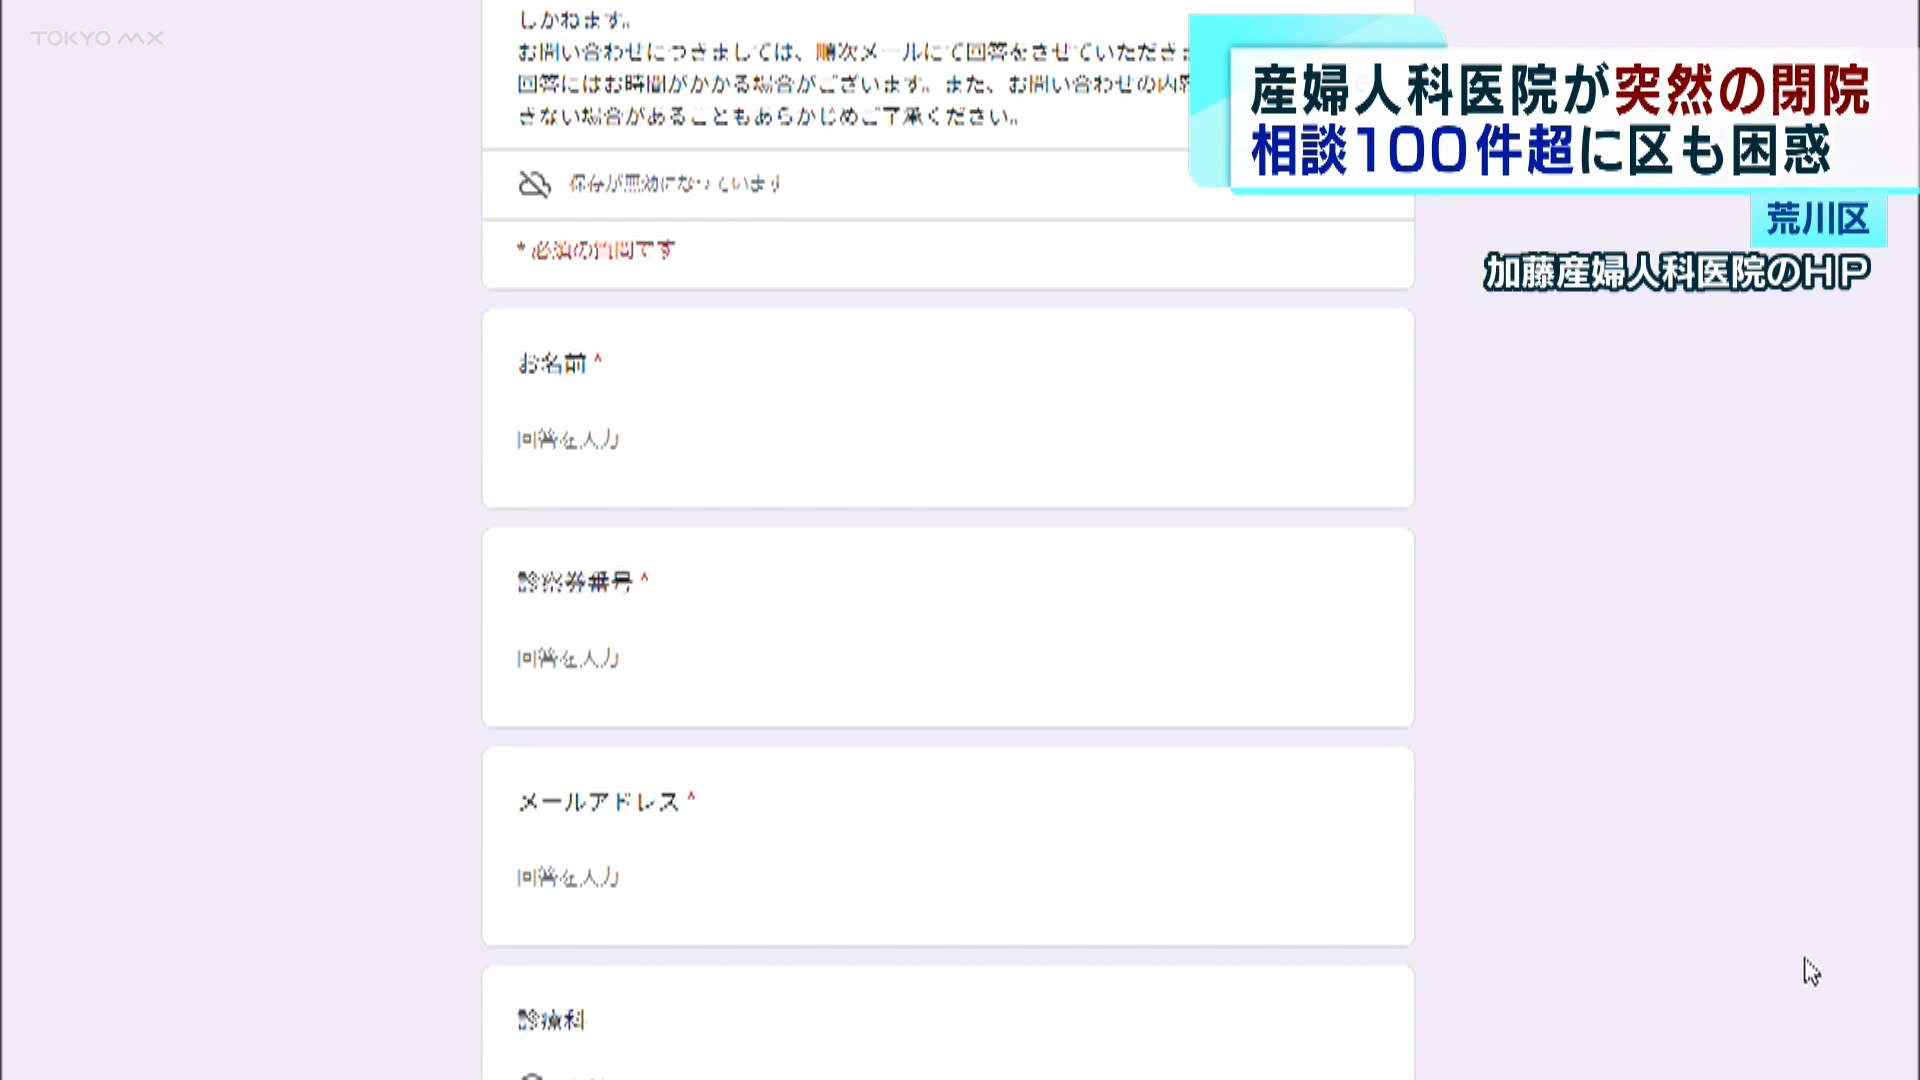 TOKYO MX
産婦人科医院が突然の閉院
相談100件超に区も困惑
荒川区
加藤産婦人科医院のHP
しかねます。
お問い合わせにつきましては、順次メールにて回答をさせていただきま
回答にはお時間がかかる場合がございます。また、お問い合わせの内容
きない場合があることもあらかじめご了承ください。
保存が無効になっています
* 必須の質問です
お名前 *
回答を入力
診察券番号 *
回答を入力
メールアドレス *
回答を入力
診療科